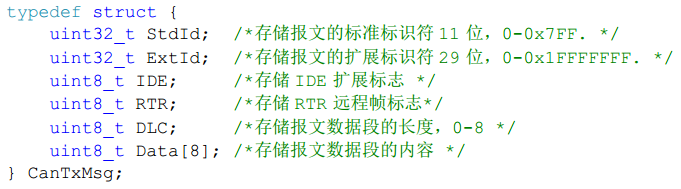 typedef struct {
uint32_t StdId; /*存储报文的标准标识符 11 位，0-0x7FF. */
uint32_t ExtId; /*存储报文的扩展标识符 29 位，0-0x1FFFFFFF. */
uint8_t IDE; /*存储 IDE 扩展标志 */
uint8_t RTR; /*存储 RTR 远程帧标志*/
uint8_t DLC; /*存储报文数据段的长度，0-8 */
uint8_t Data[8]; /*存储报文数据段的内容 */
} CanTxMsg;